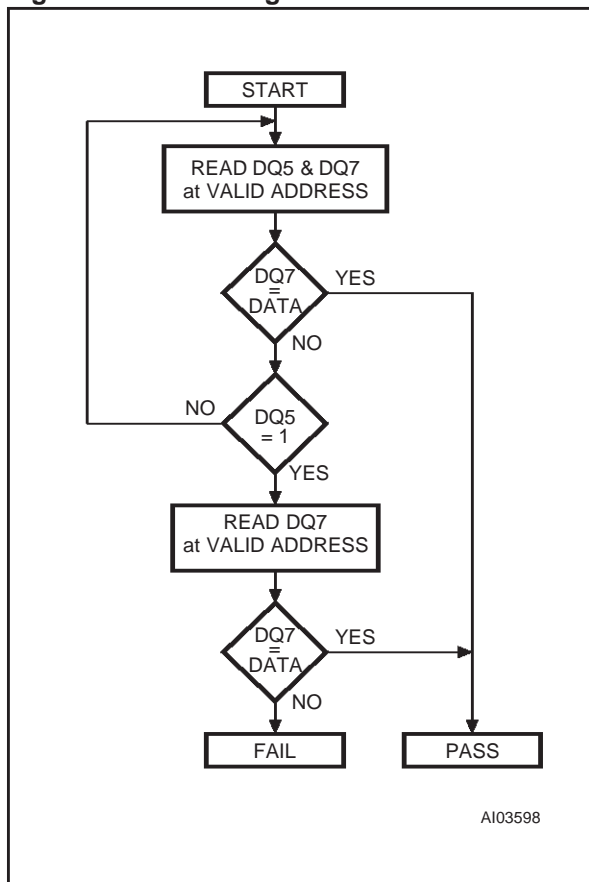 START
READ DQ5 & DQ7
at VALID ADDRESS
DQ7
=
DATA
YES
NO
NO
DQ5
= 1
YES
READ DQ7
at VALID ADDRESS
DQ7
=
DATA
YES
NO
FAIL
PASS
AI03598